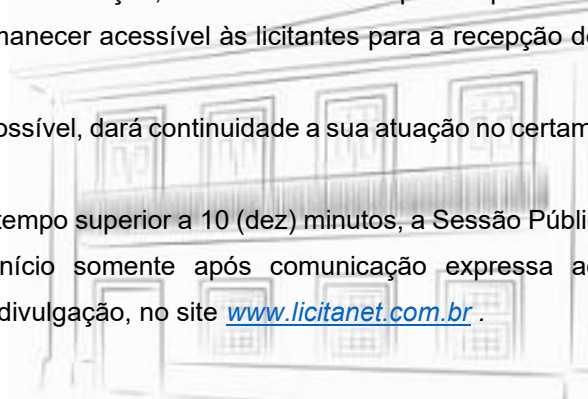 manecer acessível às licitantes para a recepção d
ossível, dará continuidade a sua atuação no certam
tempo superior a 10 (dez) minutos, a Sessão Públi
nício somente após comunicação expressa a
divulgação, no site www.licitanet.com.br .